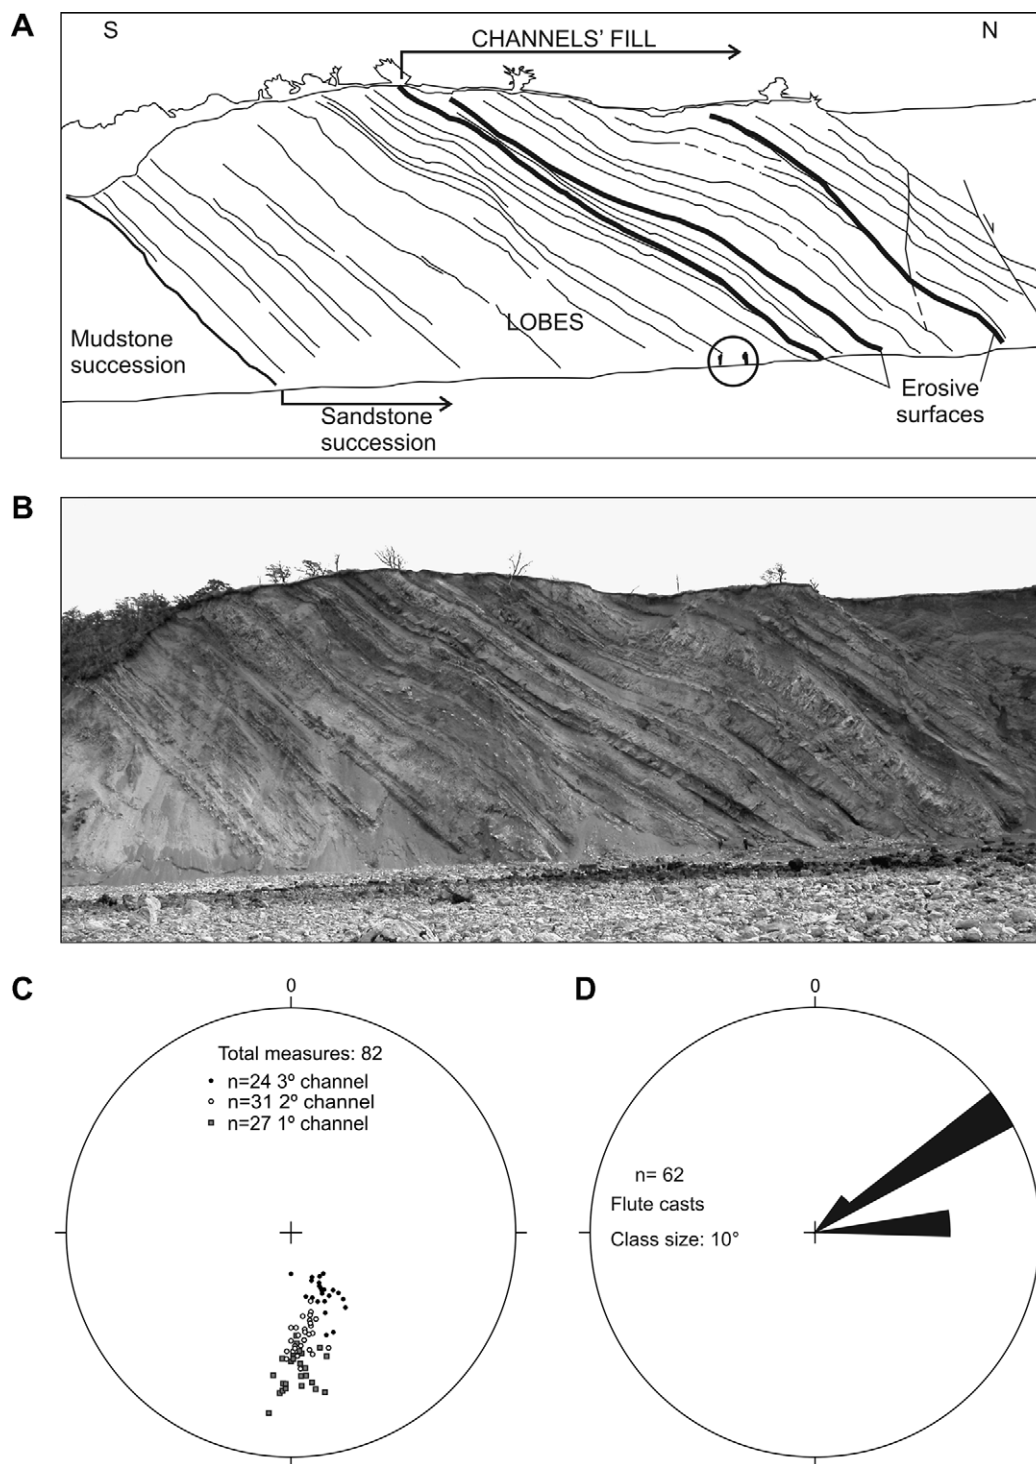 A
S
CHANNELS' FILL
N
LOBES
Mudstone
succession
Erosive
surfaces
Sandstone
succession
B
C
0
Total measures: 82
n=24 3º channel
n=31 2º channel
n=27 1º channel
D
0
n= 62
Flute casts
Class size: 10°